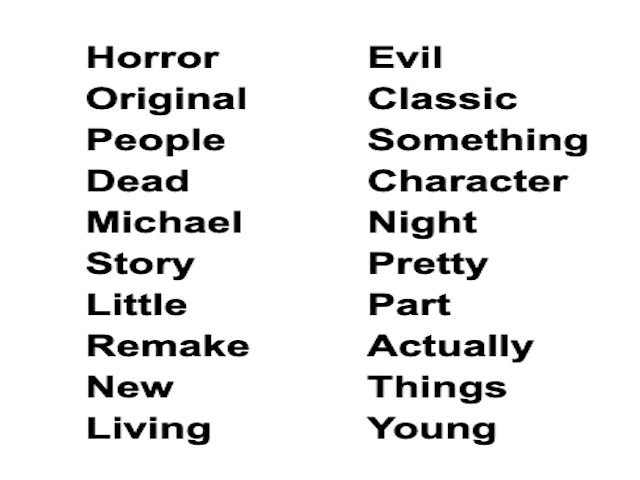 Horror Evil
Original Classic
People Something
Dead Character
Michael Night
Story Pretty
Little Part
Remake Actually
New Things
Living Young